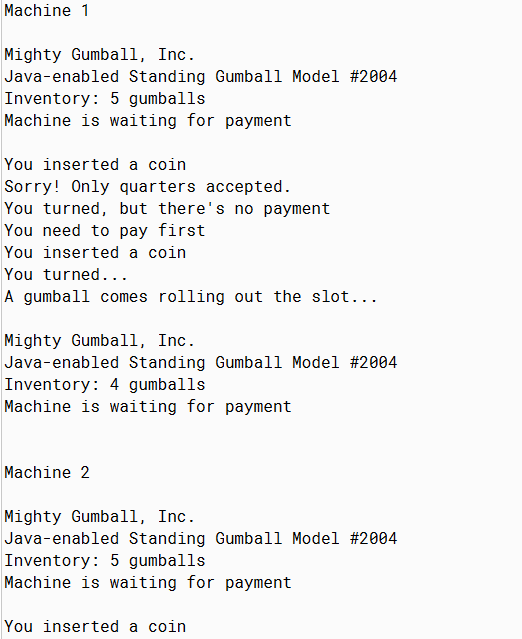 Machine 1
Mighty Gumball, Inc.
Java-enabled Standing Gumball Model #2004
Inventory: 5 gumballs
Machine is waiting for payment
You inserted a coin
Sorry! Only quarters accepted.
You turned, but there's no payment
You need to pay first
You inserted a coin
You turned...
A gumball comes rolling out the slot...
Mighty Gumball, Inc.
Java-enabled Standing Gumball Model #2004
Inventory: 4 gumballs
Machine is waiting for payment
Machine 2
Mighty Gumball, Inc.
Java-enabled Standing Gumball Model #2004
Inventory: 5 gumballs
Machine is waiting for payment
You inserted a coin